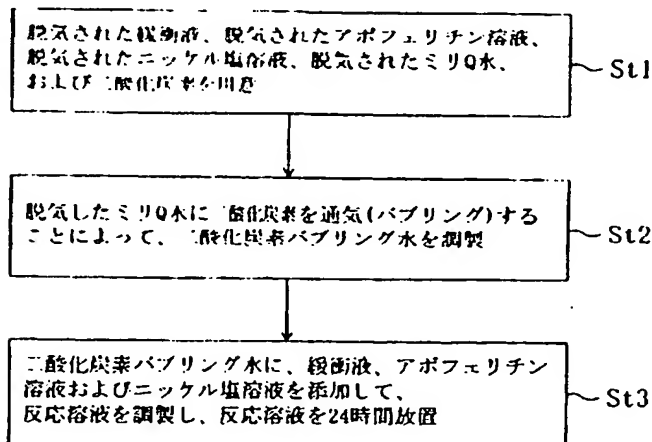 脱気された緩衝液、脱気されたアポフェリチン溶液、
脱気されたニッケル塩溶液、脱気されたミリQ水、
および二酸化炭素を用意
St1
脱気したミリQ水に二酸化炭素を通気(バブリング)する
ことによって、二酸化炭素バブリング水を調製
St2
二酸化炭素バブリング水に、緩衝液、アポフェリチン
溶液およびニッケル塩溶液を添加して、
反応溶液を調製し、反応溶液を24時間放置
St3